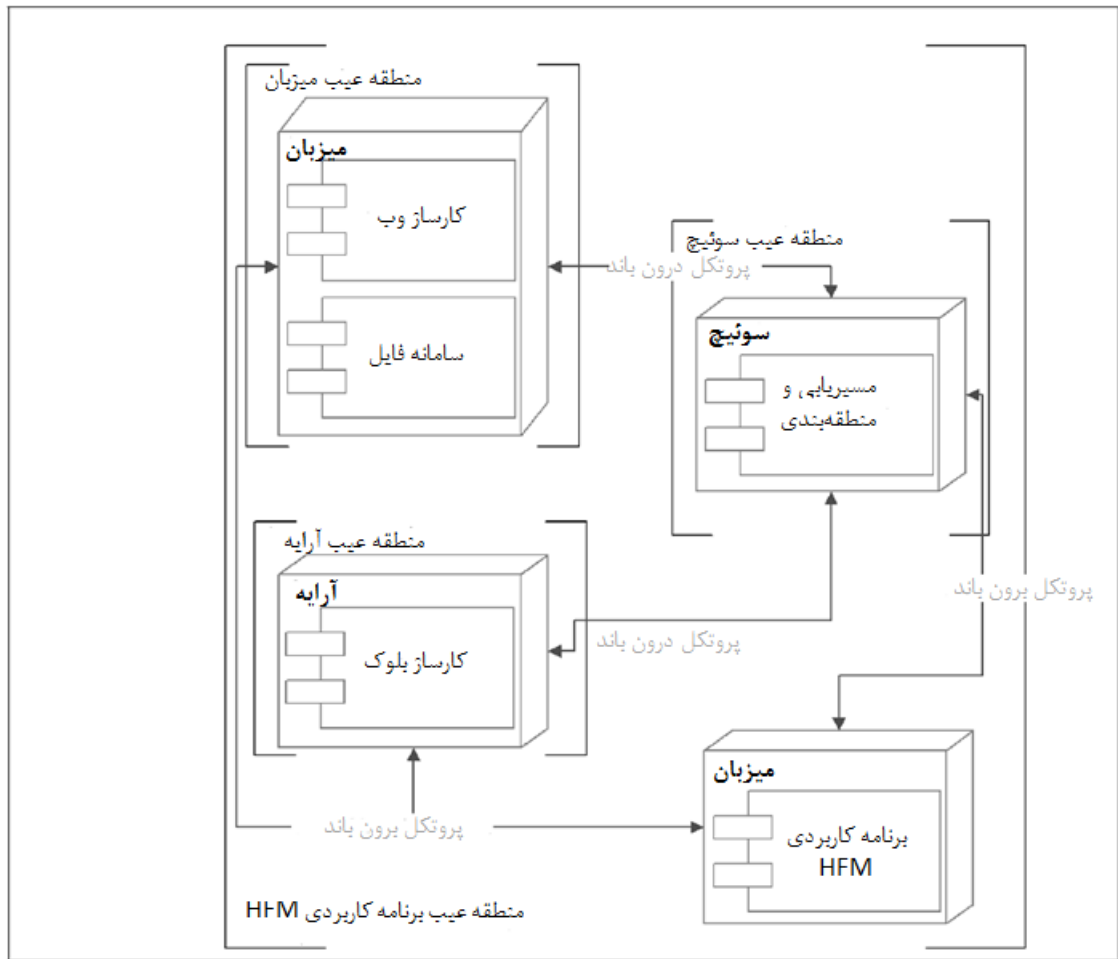 منطقه عیب میزبان
میزبان
کارساز وب
سامانه فایل
منطقه عیب سوئیچ
پروتکل درون باند
سوئیچ
مسیریابی و
منطقه‌بندی
منطقه عیب آرایه
آرایه
کارساز بلوک
پروتکل درون باند
پروتکل برون باند
میزبان
برنامه کاربردی
HFM
پروتکل برون باند
منطقه عیب برنامه کاربردی HFM